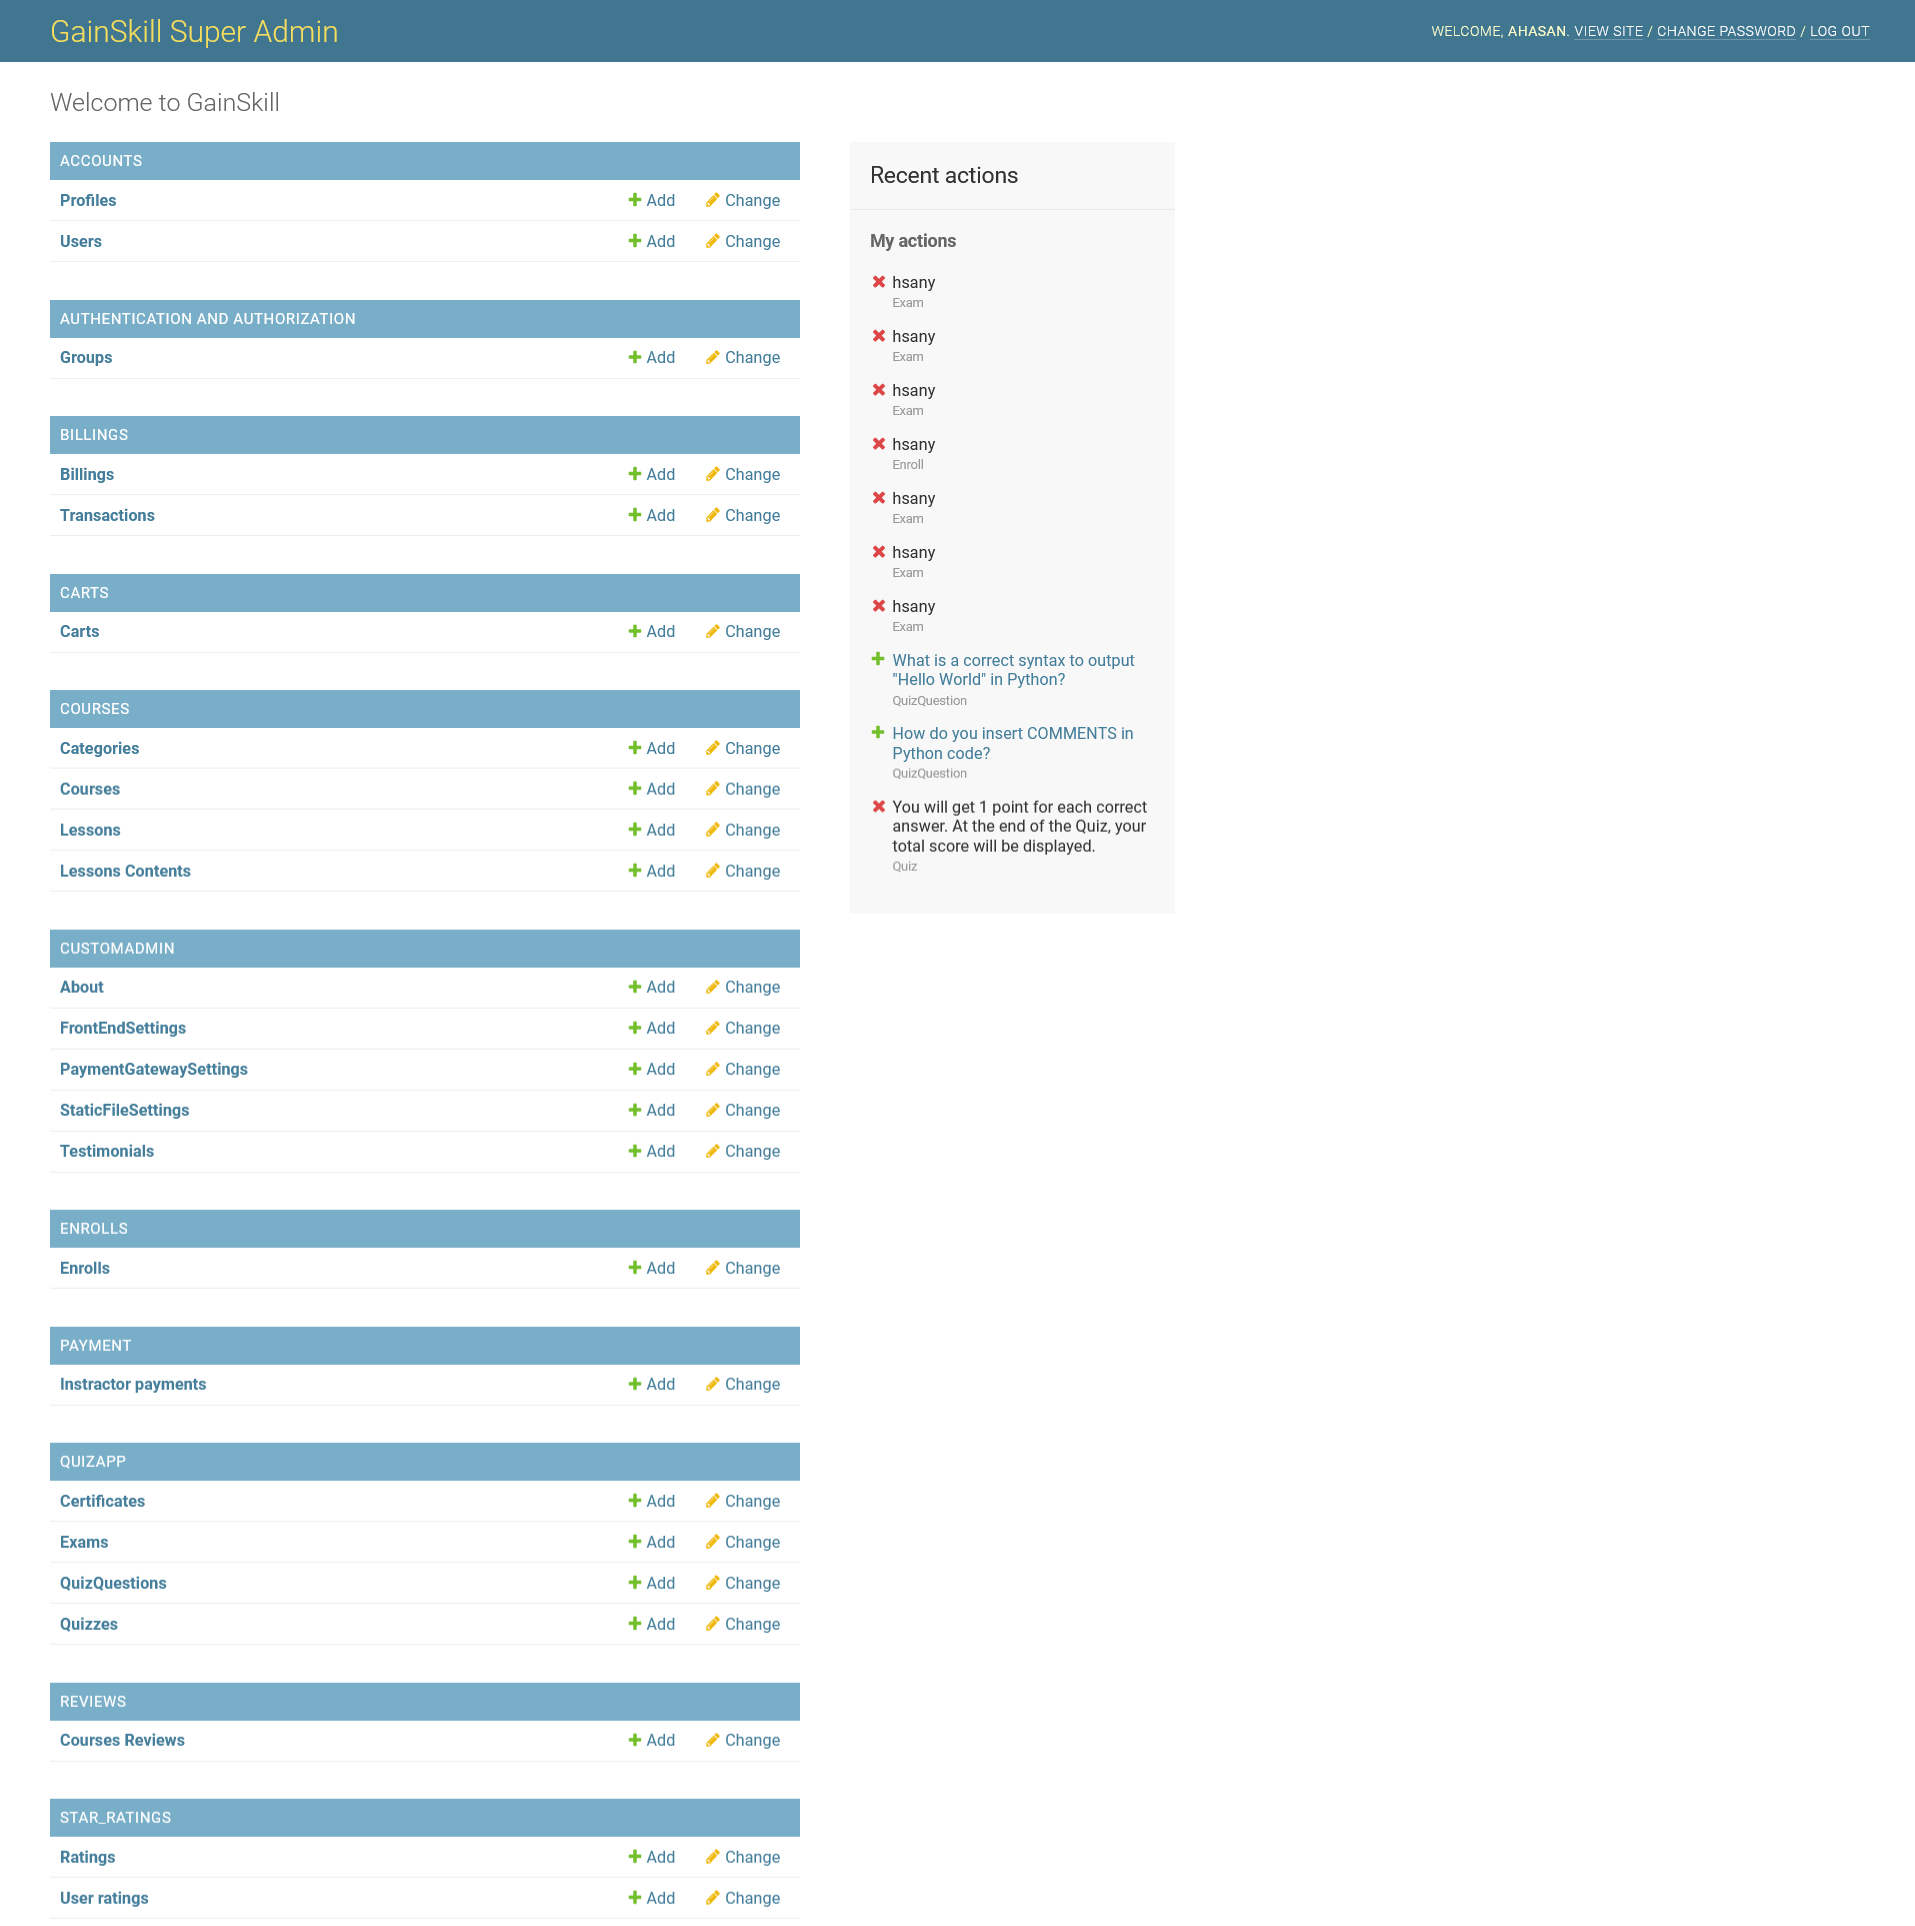 GainSkill Super Admin
WELCOME, AHASAN. VIEW SITE / CHANGE PASSWORD / LOG OUT
Welcome to GainSkill
ACCOUNTS
Profiles Add Change
Users Add Change
AUTHENTICATION AND AUTHORIZATION
Groups Add Change
BILLINGS
Billings Add Change
Transactions Add Change
CARTS
Carts Add Change
COURSES
Categories Add Change
Courses Add Change
Lessons Add Change
Lessons Contents Add Change
CUSTOMADMIN
About Add Change
FrontEndSettings Add Change
PaymentGatewaySettings Add Change
StaticFileSettings Add Change
Testimonials Add Change
ENROLLS
Enrolls Add Change
PAYMENT
Instractor payments Add Change
QUIZAPP
Certificates Add Change
Exams Add Change
QuizQuestions Add Change
Quizzes Add Change
REVIEWS
Courses Reviews Add Change
STAR_RATINGS
Ratings Add Change
User ratings Add Change
Recent actions
My actions
hsany
Exam
hsany
Exam
hsany
Exam
hsany
Enroll
hsany
Exam
hsany
Exam
hsany
Exam
What is a correct syntax to output
"Hello World" in Python?
QuizQuestion
How do you insert COMMENTS in
Python code?
QuizQuestion
You will get 1 point for each correct
answer. At the end of the Quiz, your
total score will be displayed.
Quiz